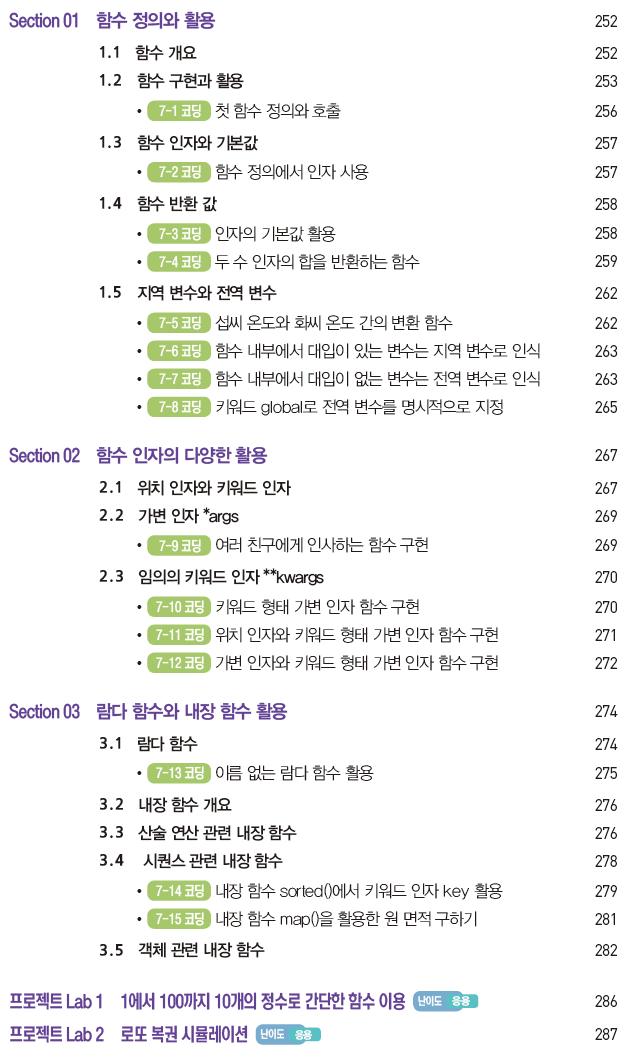 Section 01 함수 정의와 활용 252
1.1 함수 개요 252
1.2 함수 구현과 활용 253
• 7-1 코딩 첫 함수 정의와 호출 256
1.3 함수 인자와 기본값 257
• 7-2 코딩 함수 정의에서 인자 사용 257
1.4 함수 반환 값 258
• 7-3 코딩 인자의 기본값 활용 258
• 7-4 코딩 두 수 인자의 합을 반환하는 함수 259
1.5 지역 변수와 전역 변수 262
• 7-5 코딩 섭씨 온도와 화씨 온도 간의 변환 함수 262
• 7-6 코딩 함수 내부에서 대입이 있는 변수는 지역 변수로 인식 263
• 7-7 코딩 함수 내부에서 대입이 없는 변수는 전역 변수로 인식 263
• 7-8 코딩 키워드 global로 전역 변수를 명시적으로 지정 265
Section 02 함수 인자의 다양한 활용 267
2.1 위치 인자와 키워드 인자 267
2.2 가변 인자 *args 269
• 7-9 코딩 여러 친구에게 인사하는 함수 구현 269
2.3 임의의 키워드 인자 **kwargs 270
• 7-10 코딩 키워드 형태 가변 인자 함수 구현 270
• 7-11 코딩 위치 인자와 키워드 형태 가변 인자 함수 구현 271
• 7-12 코딩 가변 인자와 키워드 형태 가변 인자 함수 구현 272
Section 03 람다 함수와 내장 함수 활용 274
3.1 람다 함수 274
• 7-13 코딩 이름 없는 람다 함수 활용 275
3.2 내장 함수 개요 276
3.3 산술 연산 관련 내장 함수 276
3.4 시퀀스 관련 내장 함수 278
• 7-14 코딩 내장 함수 sorted()에서 키워드 인자 key 활용 279
• 7-15 코딩 내장 함수 map()을 활용한 원 면적 구하기 281
3.5 객체 관련 내장 함수 282
프로젝트 Lab 1 1에서 100까지 10개의 정수로 간단한 함수 이용 난이도 응용 286
프로젝트 Lab 2 로또 복권 시뮬레이션 난이도 응용 287